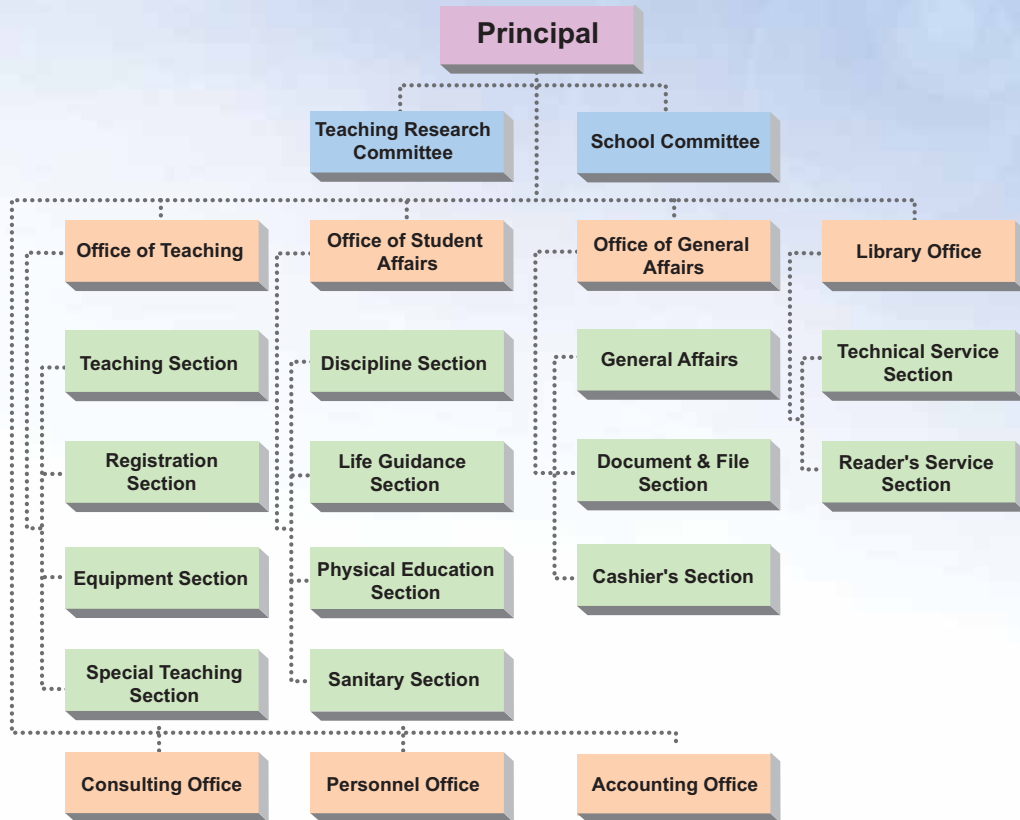 Principal
Teaching Research
Committee
School Committee
Office of Teaching
Office of Student
Affairs
Office of General
Affairs
Library Office
Teaching Section
Discipline Section
General Affairs
Technical Service
Section
Registration
Section
Life Guidance
Section
Document & File
Section
Reader's Service
Section
Equipment Section
Physical Education
Section
Cashier's Section
Special Teaching
Section
Sanitary Section
Consulting Office
Personnel Office
Accounting Office